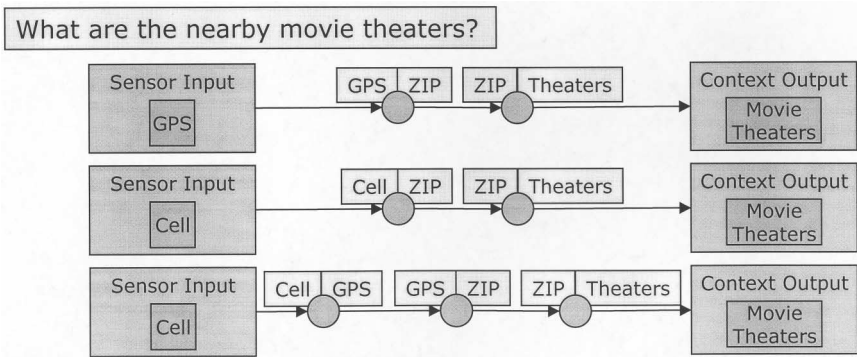 What are the nearby movie theaters?
Sensor Input
GPS
GPS ZIP
ZIP Theaters
Context Output
Movie
Theaters
Sensor Input
Cell
Cell ZIP
ZIP Theaters
Context Output
Movie
Theaters
Sensor Input
Cell
Cell GPS
GPS ZIP
ZIP Theaters
Context Output
Movie
Theaters